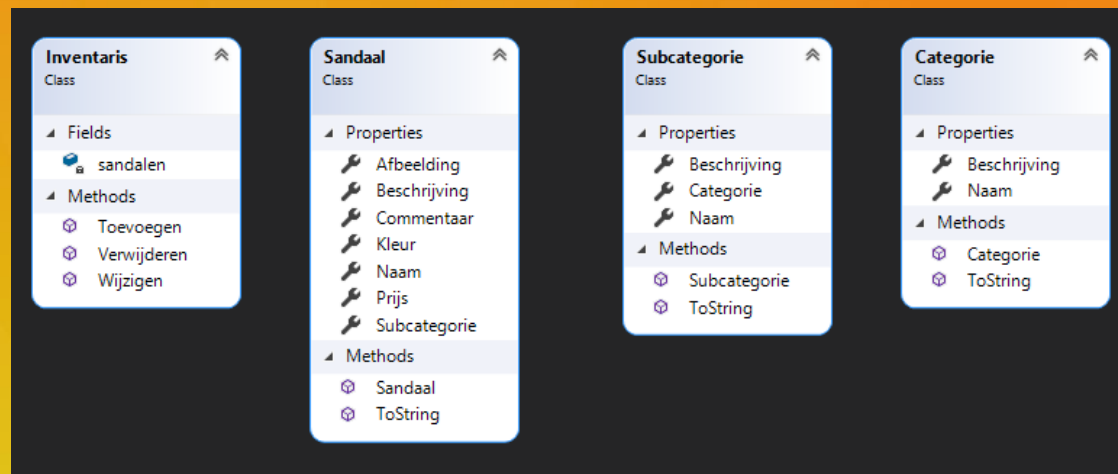 Inventaris
Class
Fields
sandalen
Methods
Toevoegen
Verwijderen
Wijzigen
Sandaal
Class
Properties
Afbeelding
Beschrijving
Commentaar
Kleur
Naam
Prijs
Subcategorie
Methods
Sandaal
ToString
Subcategorie
Class
Properties
Beschrijving
Categorie
Naam
Methods
Subcategorie
ToString
Categorie
Class
Properties
Beschrijving
Naam
Methods
Categorie
ToString